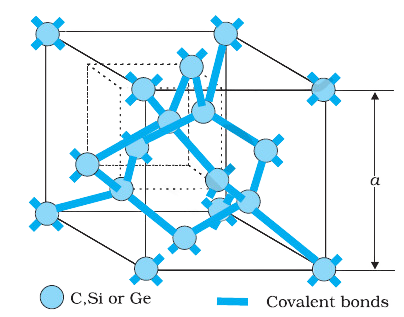 a
C,Si or Ge
Covalent bonds